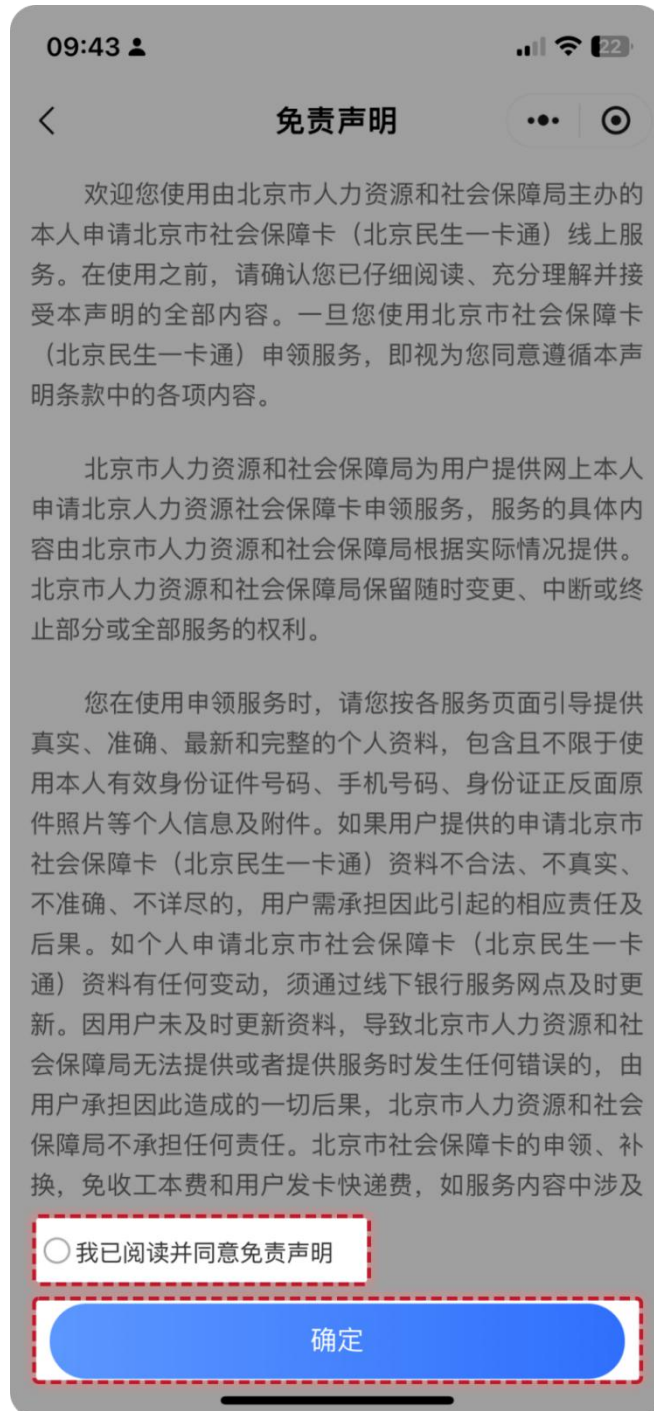 09:43
22
免责声明
欢迎您使用由北京市人力资源和社会保障局主办的
本人申请北京市社会保障卡（北京民生一卡通）线上服
务。在使用之前，请确认您已仔细阅读、充分理解并接
受本声明的全部内容。一旦您使用北京市社会保障卡
（北京民生一卡通）申领服务，即视为您同意遵循本声
明条款中的各项内容。
北京市人力资源和社会保障局为用户提供网上本人
申请北京人力资源社会保障卡申领服务，服务的具体内
容由北京市人力资源和社会保障局根据实际情况提供。
北京市人力资源和社会保障局保留随时变更、中断或终
止部分或全部服务的权利。
您在使用申领服务时，请您按各服务页面引导提供
真实、准确、最新和完整的个人资料，包含且不限于使
用本人有效身份证件号码、手机号码、身份证正反面原
件照片等个人信息及附件。如果用户提供的申请北京市
社会保障卡（北京民生一卡通）资料不合法、不真实、
不准确、不详尽的，用户需承担因此引起的相应责任及
后果。如个人申请北京市社会保障卡（北京民生一卡
通）资料有任何变动，须通过线下银行服务网点及时更
新。因用户未及时更新资料，导致北京市人力资源和社
会保障局无法提供或者提供服务时发生任何错误的，由
用户承担因此造成的一切后果，北京市人力资源和社会
保障局不承担任何责任。北京市社会保障卡的申领、补
换，免收工本费和用户发卡快递费，如服务内容中涉及
我已阅读并同意免责声明
确定